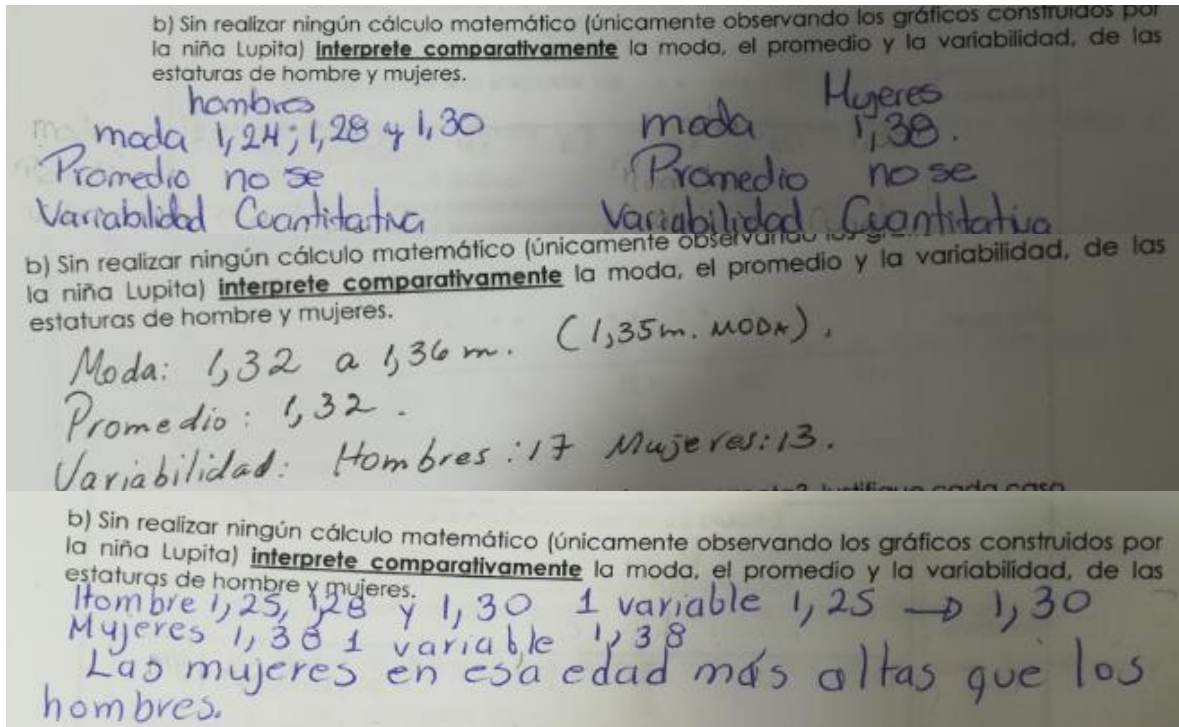 b) Sin realizar ningún cálculo matemático (únicamente observando los gráficos construidos por
la niña Lupita) interprete comparativamente la moda, el promedio y la variabilidad, de las
estaturas de hombre y mujeres.
hombres Mujeres
moda 1,24; 1,28 y 1,30 moda 1,38.
Promedio no se Promedio no se
Variabilidad Cuantitativa Variabilidad Cuantitativa
b) Sin realizar ningún cálculo matemático (únicamente observando los
la niña Lupita) interprete comparativamente la moda, el promedio y la variabilidad, de las
estaturas de hombre y mujeres.
Moda: 1,32 a 1,36 m. (1,35m. MODA).
Promedio: 1,32.
Variabilidad: Hombres: 17 Mujeres: 13.
b) Sin realizar ningún cálculo matemático (únicamente observando los gráficos construidos por
la niña Lupita) interprete comparativamente la moda, el promedio y la variabilidad, de las
estaturas de hombre y mujeres.
Hombre 1,25, 1,28 y 1,30 1 variable 1,25 → 1,30
Mujeres 1,38 1 variable 1,38
Las mujeres en esa edad más altas que los
hombres.